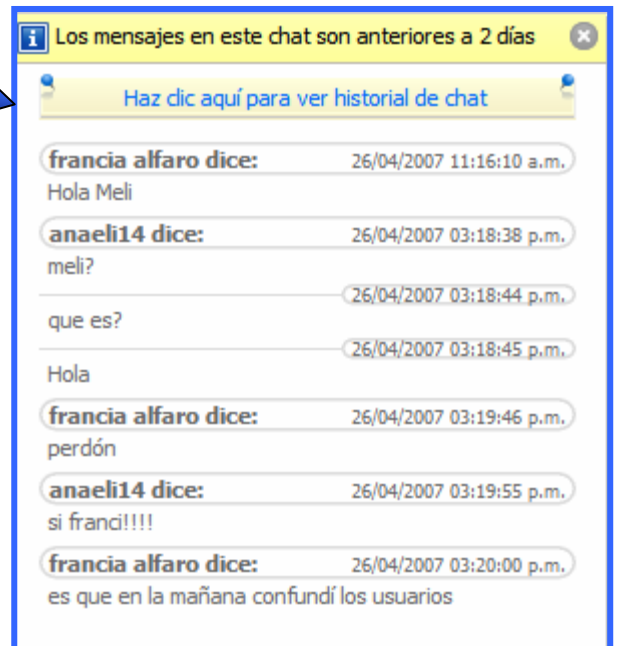 Los mensajes en este chat son anteriores a 2 días
Haz clic aquí para ver historial de chat
francia alfaro dice: 26/04/2007 11:16:10 a.m.
Hola Meli
anaeli14 dice: 26/04/2007 03:18:38 p.m.
meli?
26/04/2007 03:18:44 p.m.
que es?
26/04/2007 03:18:45 p.m.
Hola
francia alfaro dice: 26/04/2007 03:19:46 p.m.
perdón
anaeli14 dice: 26/04/2007 03:19:55 p.m.
si franci!!!!
francia alfaro dice: 26/04/2007 03:20:00 p.m.
es que en la mañana confundí los usuarios